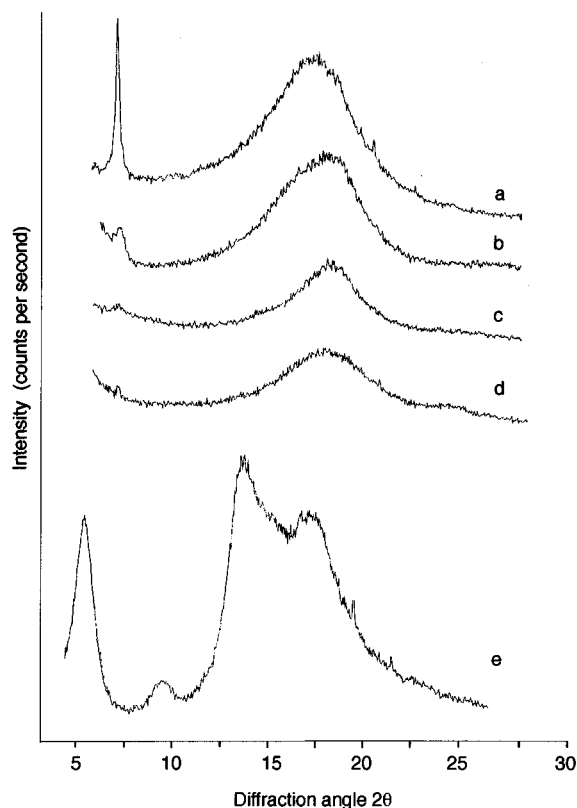 a
b
c
d
e
Intensity (counts per second)
5 10 15 20 25 30
Diffraction angle 2θ